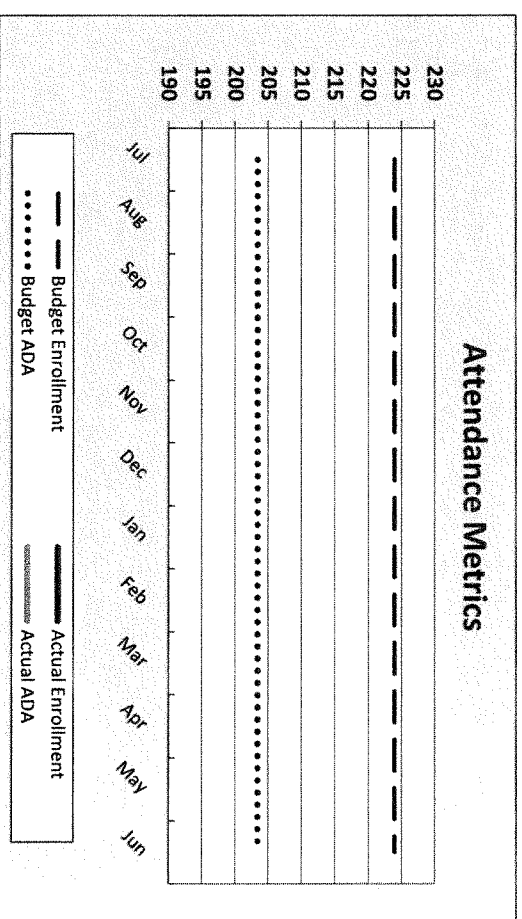 Attendance Metrics
230
225
220
215
210
205
200
195
190
Jul Aug Sep Oct Nov Dec Jan Feb Mar Apr May Jun
Budget Enrollment Actual Enrollment
Budget ADA Actual ADA